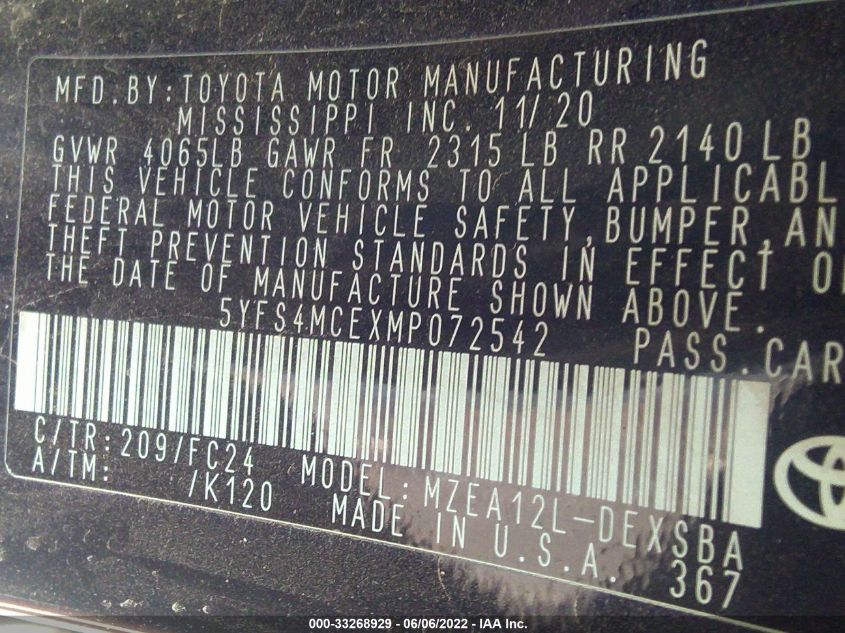 MFD.BY:TOYOTA MOTOR MANUFACTURING
MISSISSIPPI INC. 11/20
GVWR 4065LB GAWR FR 2315LB RR 2140LB
THIS VEHICLE CONFORMS TO ALL APPLICABL
FEDERAL MOTOR VEHICLE SAFETY,BUMPER,AN
THEFT PREVENTION STANDARDS IN EFFECT O
THE DATE OF MANUFACTURE SHOWN ABOVE.
5YFS4MCEXMP072542 PASS.CAR
C/TR:209/FC24 MODEL:MZEA12L-DEXSBA
A/TM: /K120 MADE IN U.S.A. 367
000-33268929 - 06/06/2022 - IAA Inc.